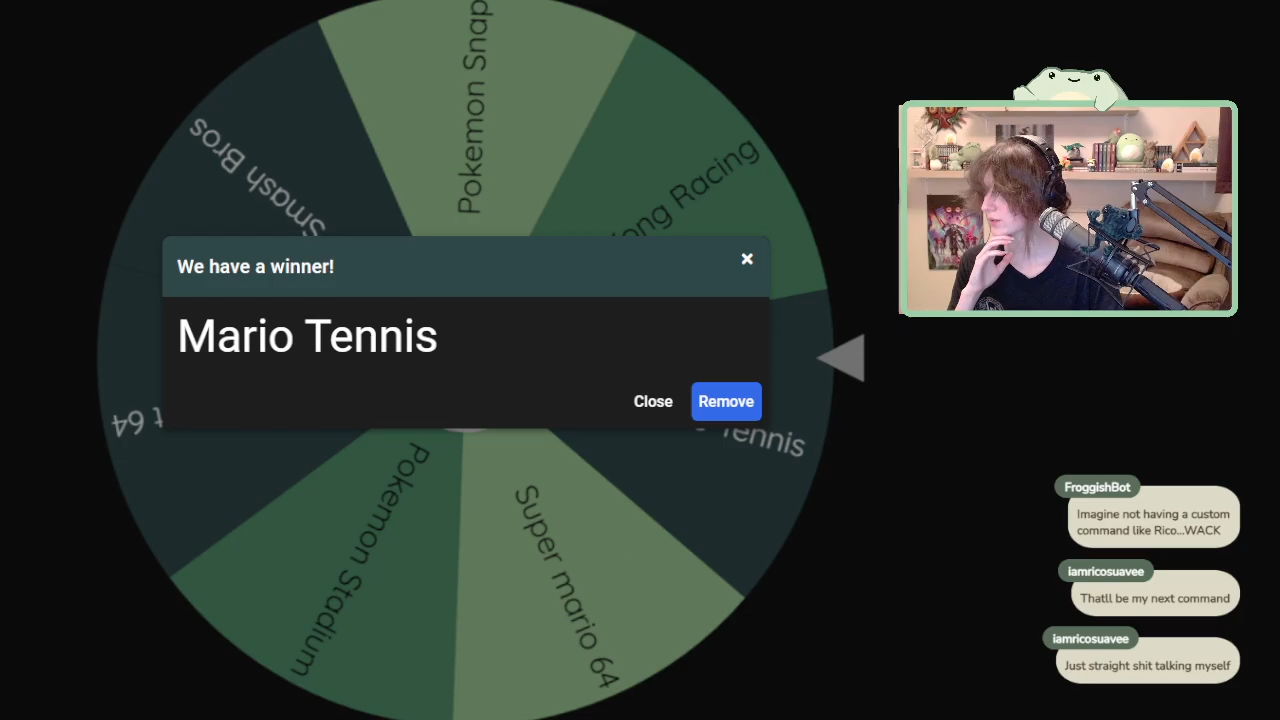 Pokemon Snap
Smash Bros
ong Racing
We have a winner!
×
Mario Tennis
Close
Remove
64
Tennis
Pokemon Stadium
Super mario 64
FroggishBot
Imagine not having a custom
command like Rico...WACK
iamricosuavee
Thatll be my next command
iamricosuavee
Just straight shit talking myself